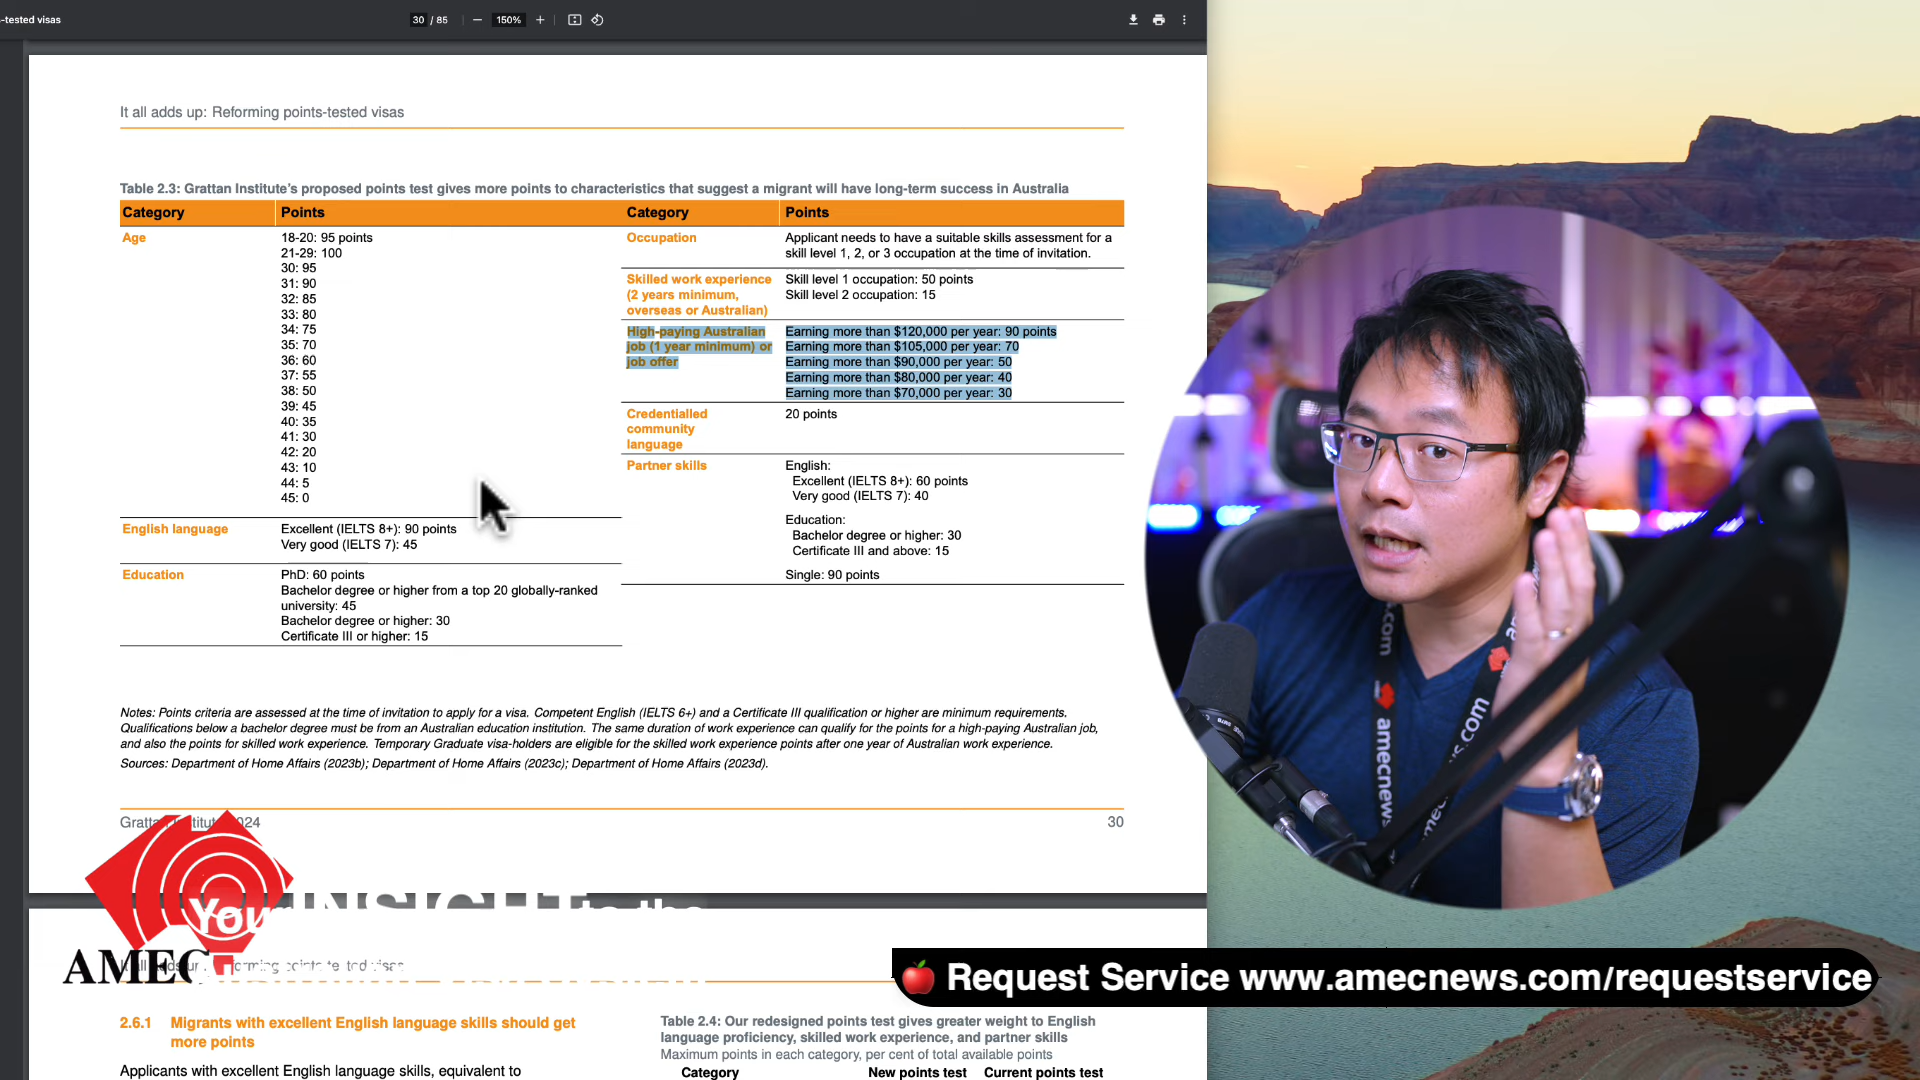 -tested visas
30 / 85
150%
It all adds up: Reforming points-tested visas
Table 2.3: Grattan Institute's proposed points test gives more points to characteristics that suggest a migrant will have long-term success in Australia
Category Points
Age
18-20: 95 points
21-29: 100
30: 95
31: 90
32: 85
33: 80
34: 75
35: 70
36: 60
37: 55
38: 50
39: 45
40: 35
41: 30
42: 20
43: 10
44: 5
45: 0
English language
Excellent (IELTS 8+): 90 points
Very good (IELTS 7): 45
Education
PhD: 60 points
Bachelor degree or higher from a top 20 globally-ranked
university: 45
Bachelor degree or higher: 30
Certificate III or higher: 15
Category Points
Occupation
Applicant needs to have a suitable skills assessment for a
skill level 1, 2, or 3 occupation at the time of invitation.
Skilled work experience
(2 years minimum,
overseas or Australian)
Skill level 1 occupation: 50 points
Skill level 2 occupation: 15
High-paying Australian
job (1 year minimum) or
job offer
Earning more than $120,000 per year: 90 points
Earning more than $105,000 per year: 70
Earning more than $90,000 per year: 50
Earning more than $80,000 per year: 40
Earning more than $70,000 per year: 30
Credentialled
community
language
20 points
Partner skills
English:
Excellent (IELTS 8+): 60 points
Very good (IELTS 7): 40
Education:
Bachelor degree or higher: 30
Certificate III and above: 15
Single: 90 points
Notes: Points criteria are assessed at the time of invitation to apply for a visa. Competent English (IELTS 6+) and a Certificate III qualification or higher are minimum requirements.
Qualifications below a bachelor degree must be from an Australian education institution. The same duration of work experience can qualify for the points for a high-paying Australian job,
and also the points for skilled work experience. Temporary Graduate visa-holders are eligible for the skilled work experience points after one year of Australian work experience.
Sources: Department of Home Affairs (2023b); Department of Home Affairs (2023c); Department of Home Affairs (2023d).
30
Your INSIGHT to the
AMEC
2.6.1 Migrants with excellent English language skills should get
more points
Applicants with excellent English language skills, equivalent to
Table 2.4: Our redesigned points test gives greater weight to English
language proficiency, skilled work experience, and partner skills
Maximum points in each category, per cent of total available points
Category New points test Current points test
amecnews.com
Request Service www.amecnews.com/requestservice